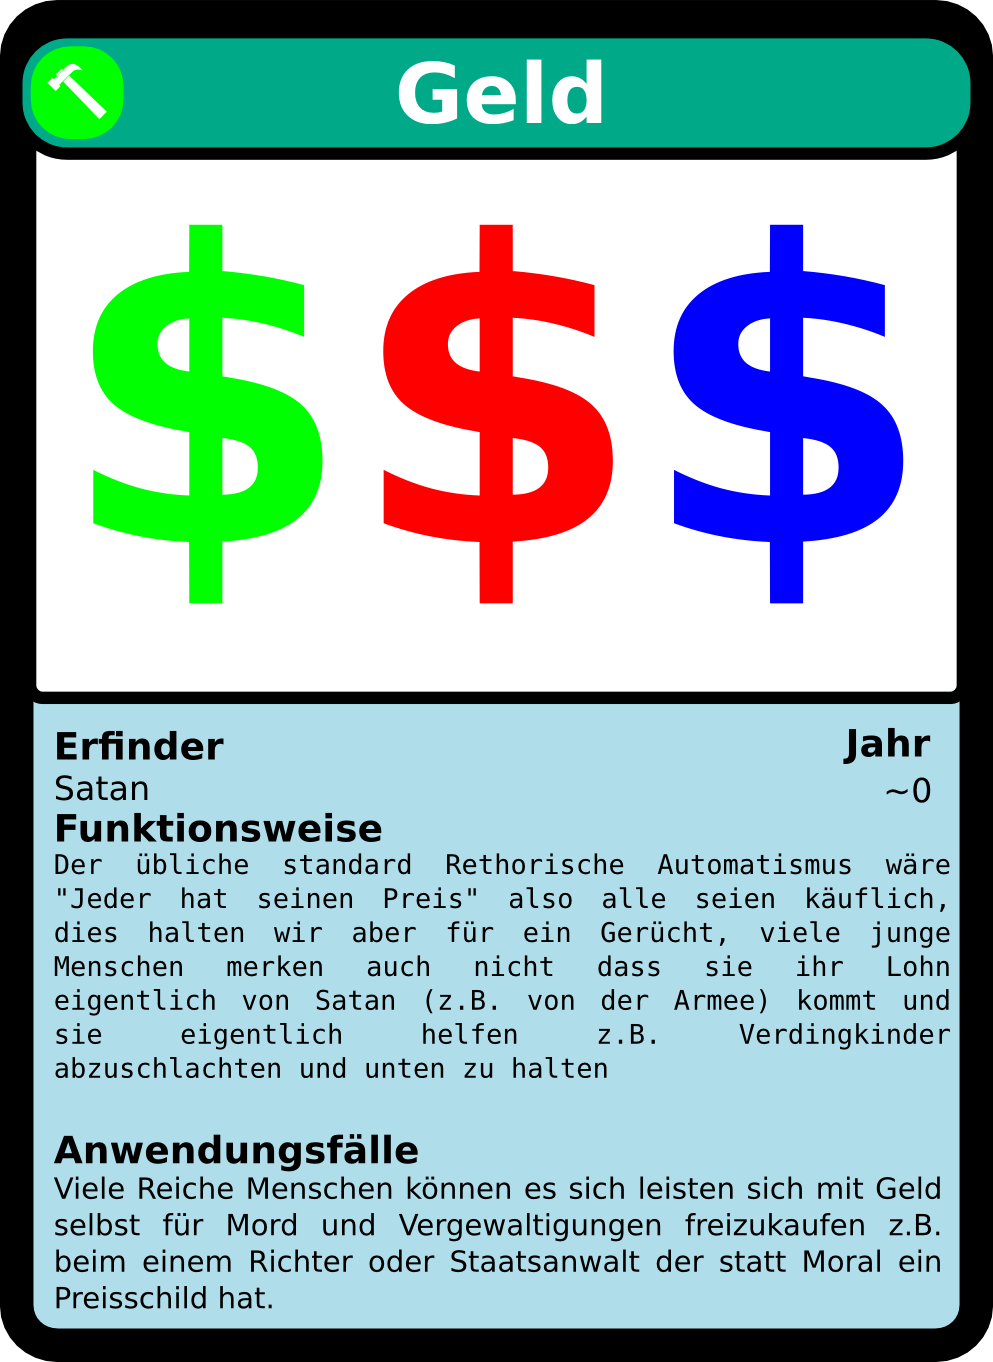 Geld
$ $ $
Erfinder Jahr
Satan ~0
Funktionsweise
Der übliche standard Rethorische Automatismus wäre
"Jeder hat seinen Preis" also alle seien käuflich,
dies halten wir aber für ein Gerücht, viele junge
Menschen merken auch nicht dass sie ihr Lohn
eigentlich von Satan (z.B. von der Armee) kommt und
sie eigentlich helfen z.B. Verdingkinder
abzuschlachten und unten zu halten
Anwendungsfälle
Viele Reiche Menschen können es sich leisten sich mit Geld
selbst für Mord und Vergewaltigungen freizukaufen z.B.
beim einem Richter oder Staatsanwalt der statt Moral ein
Preisschild hat.